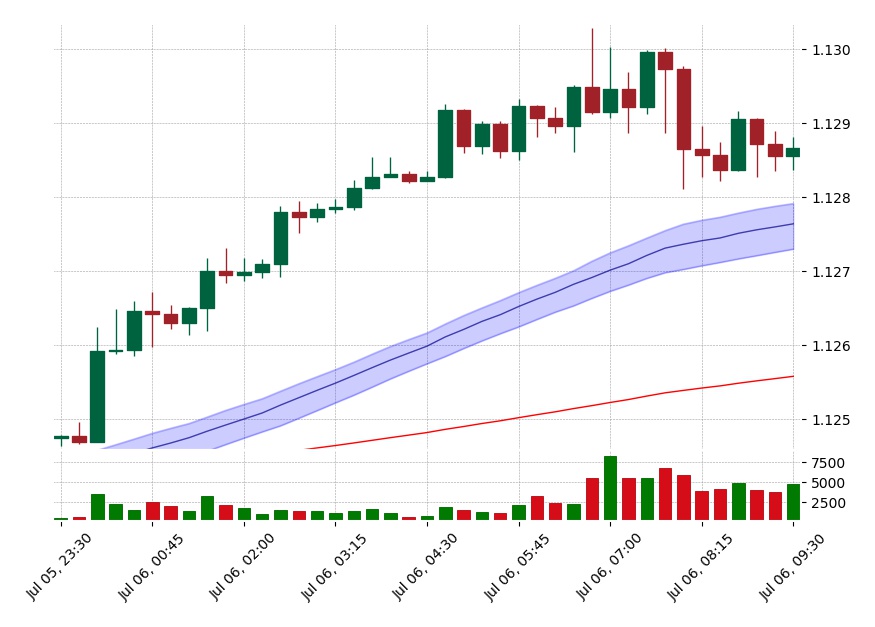 1.130
1.129
1.128
1.127
1.126
1.125
7500
5000
2500
Jul 05, 23:30
Jul 06, 00:45
Jul 06, 02:00
Jul 06, 03:15
Jul 06, 04:30
Jul 06, 05:45
Jul 06, 07:00
Jul 06, 08:15
Jul 06, 09:30